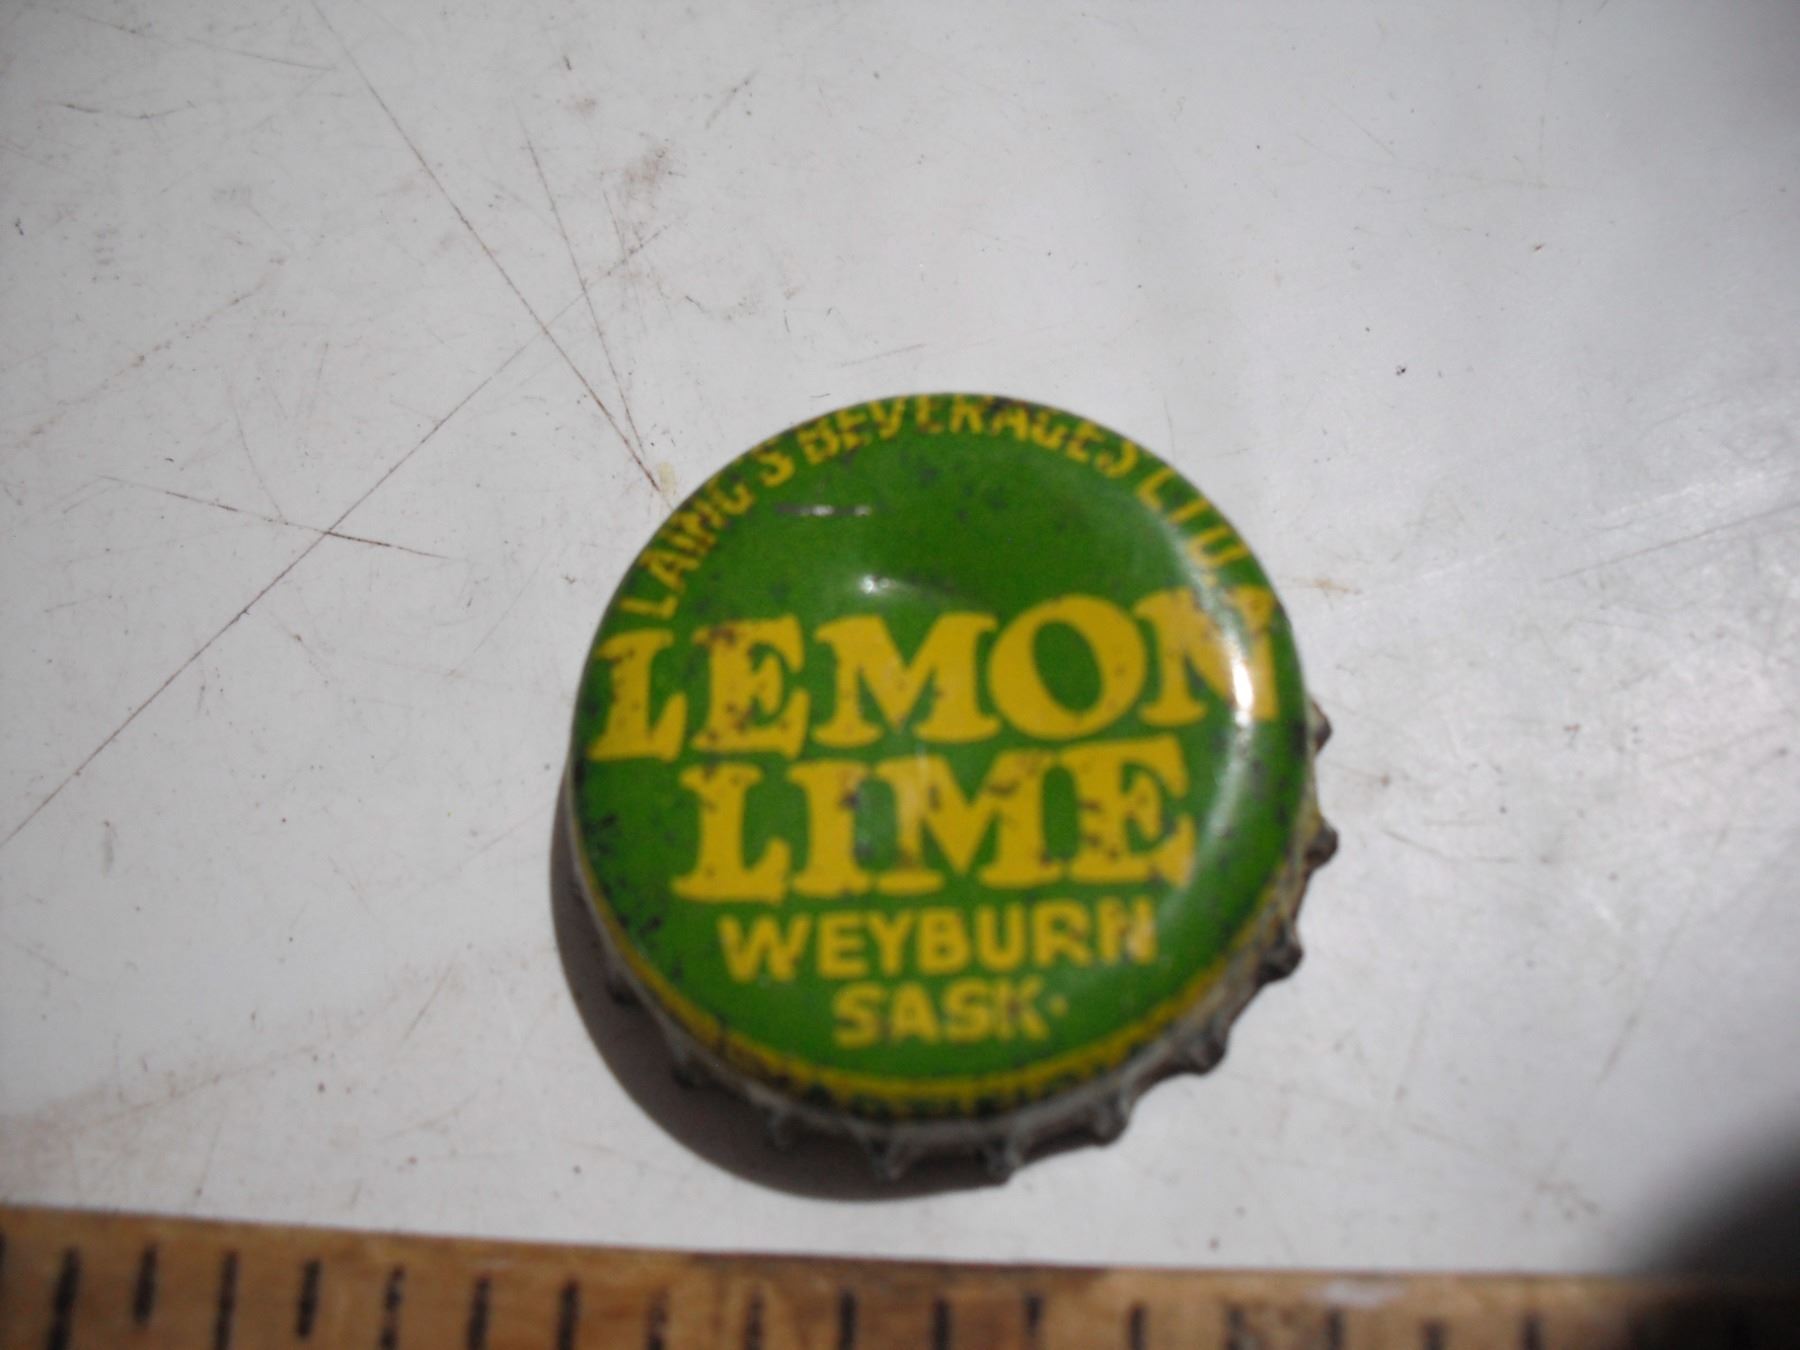 LAING'S BEVERAGES LTD.
LEMON
LIME
WEYBURN
SASK.